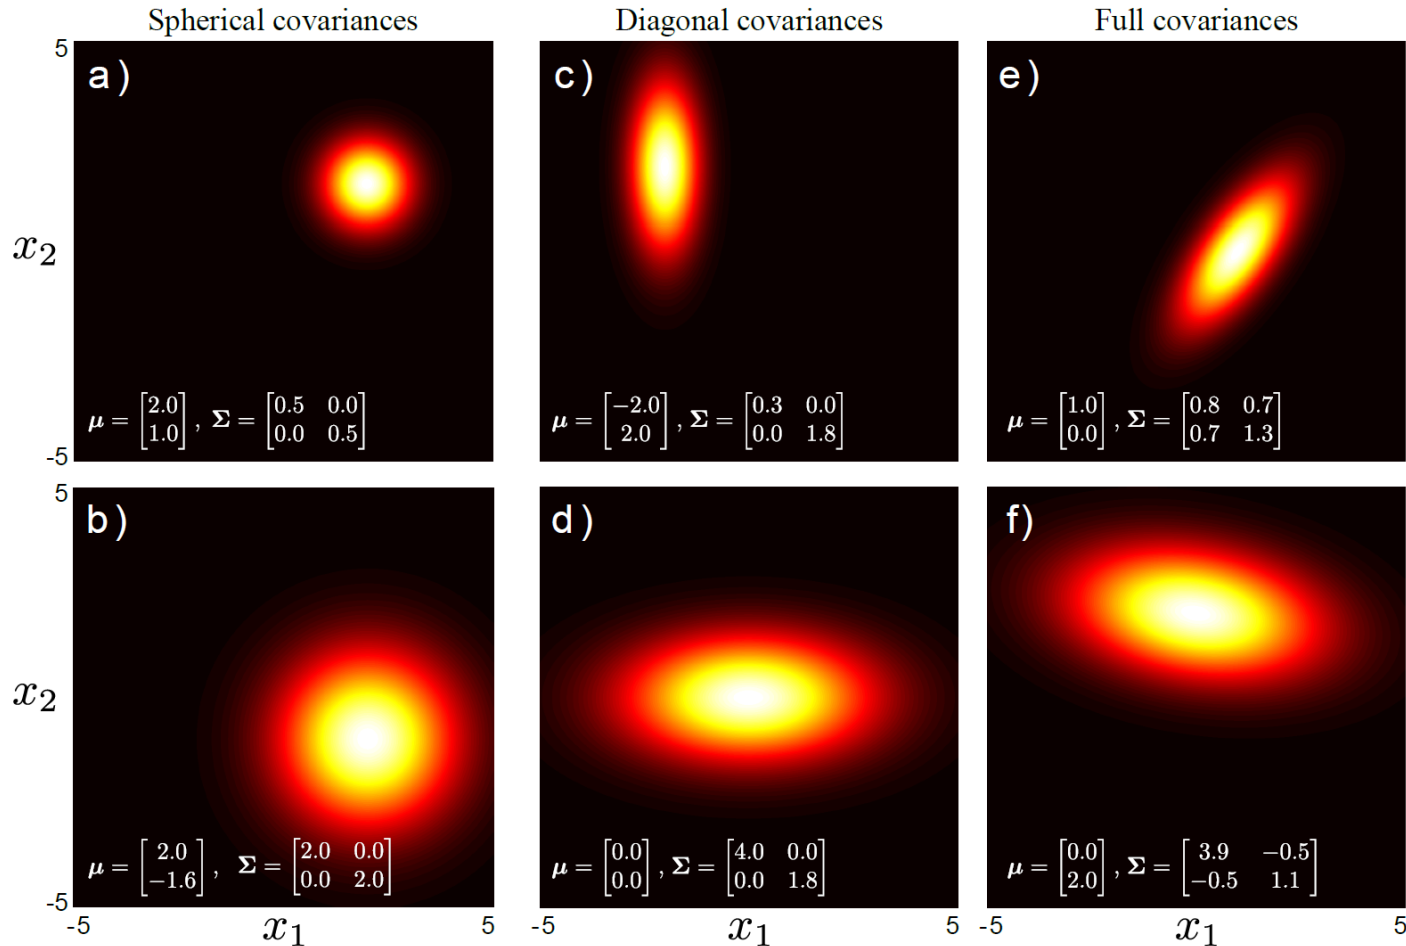 Spherical covariances
Diagonal covariances
Full covariances
5
a)
c)
e)
x₂
μ = [2.0 1.0], Σ = [0.5 0.0 0.0 0.5]
μ = [−2.0 2.0], Σ = [0.3 0.0 0.0 1.8]
μ = [1.0 0.0], Σ = [0.8 0.7 0.7 1.3]
-5
5
b)
d)
f)
x₂
μ = [2.0 −1.6], Σ = [2.0 0.0 0.0 2.0]
μ = [0.0 0.0], Σ = [4.0 0.0 0.0 1.8]
μ = [0.0 2.0], Σ = [3.9 −0.5 −0.5 1.1]
-5
-5 x₁ 5
-5 x₁ 5
-5 x₁ 5